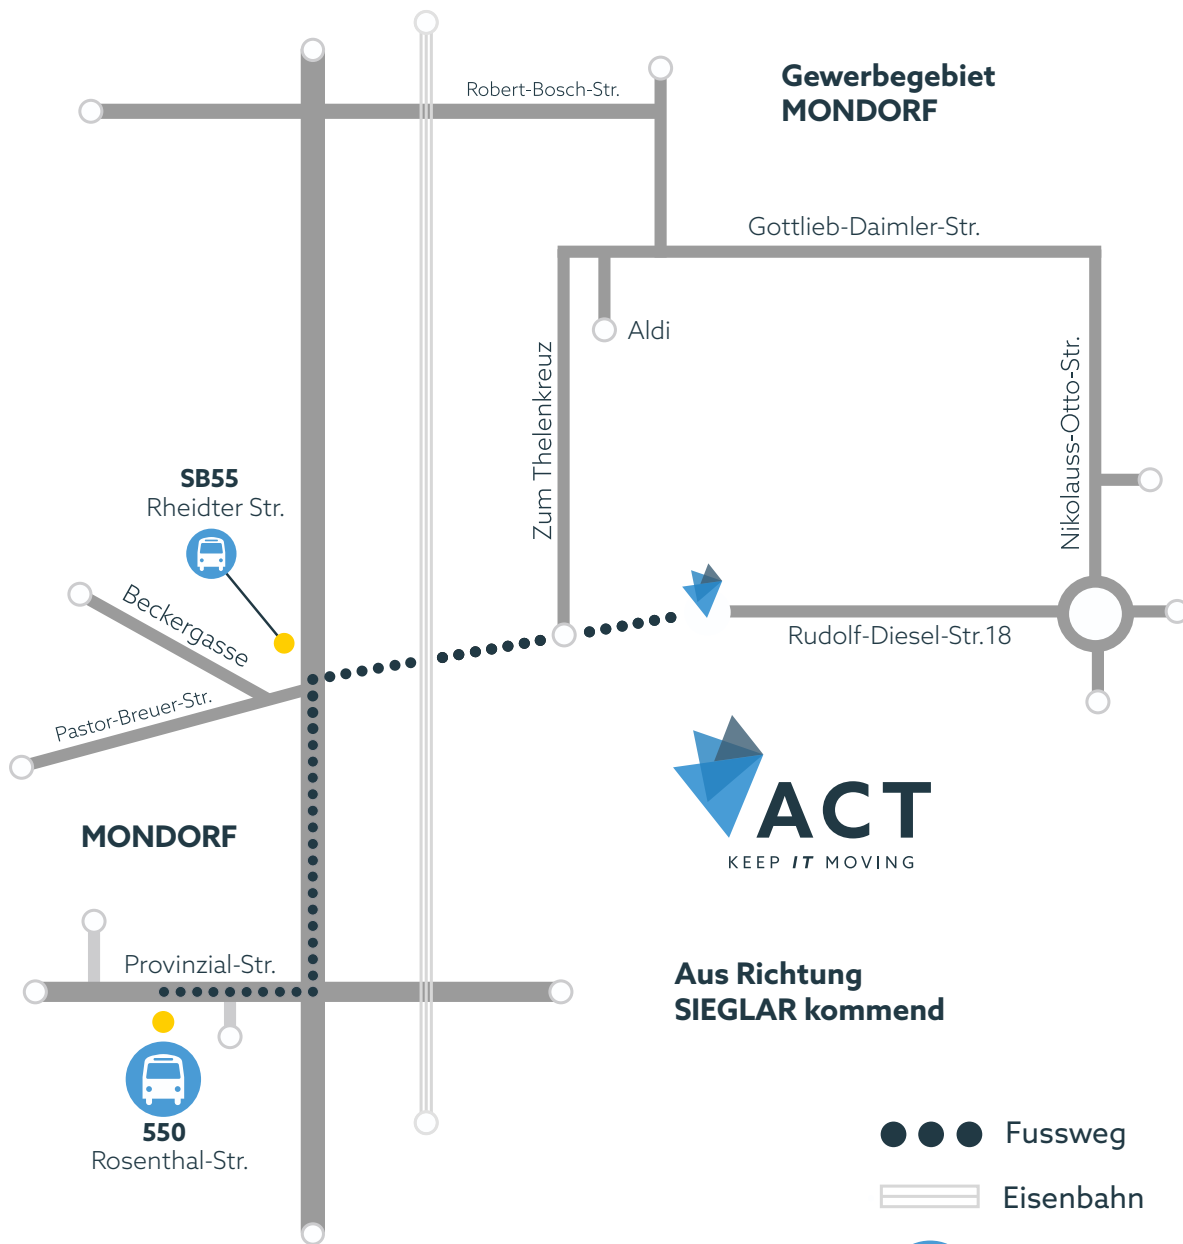 Robert-Bosch-Str.
Gewerbegebiet
MONDORF
Gottlieb-Daimler-Str.
Aldi
Zum Thelenkreuz
Nikolauss-Otto-Str.
SB55
Rheidter Str.
Beckergasse
Pastor-Breuer-Str.
Rudolf-Diesel-Str.18
ACT
KEEP IT MOVING
MONDORF
Provinzial-Str.
Aus Richtung
SIEGLAR kommend
550
Rosenthal-Str.
Fussweg
Eisenbahn